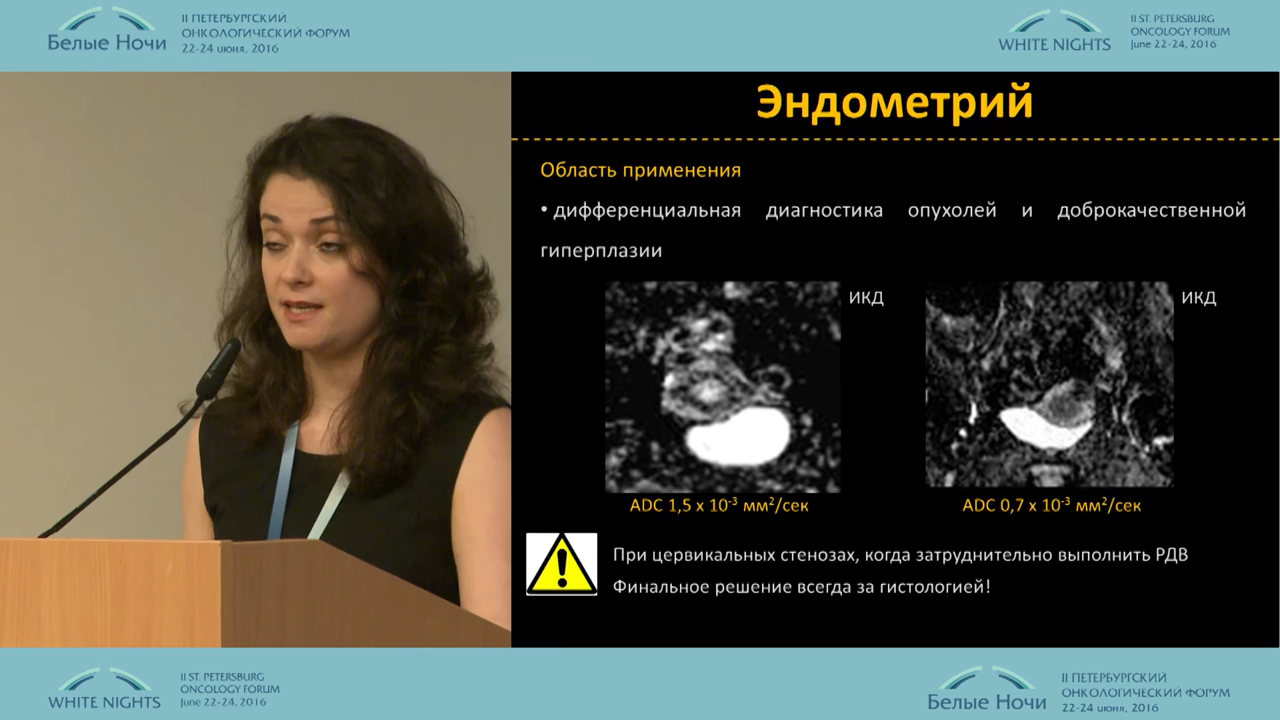 Белые Ночи
II ПЕТЕРБУРГСКИЙ
ОНКОЛОГИЧЕСКИЙ ФОРУМ
22-24 июня, 2016
WHITE NIGHTS
II ST. PETERSBURG
ONCOLOGY FORUM
June 22-24, 2016
Эндометрий
Область применения
• дифференциальная диагностика опухолей и доброкачественной
гиперплазии
ИКД
ИКД
ADC 1,5 x 10⁻³ мм²/сек
ADC 0,7 x 10⁻³ мм²/сек
При цервикальных стенозах, когда затруднительно выполнить РДВ
Финальное решение всегда за гистологией!
WHITE NIGHTS
II ST. PETERSBURG
ONCOLOGY FORUM
June 22-24, 2016
Белые Ночи
II ПЕТЕРБУРГСКИЙ
ОНКОЛОГИЧЕСКИЙ ФОРУМ
22-24 июня, 2016